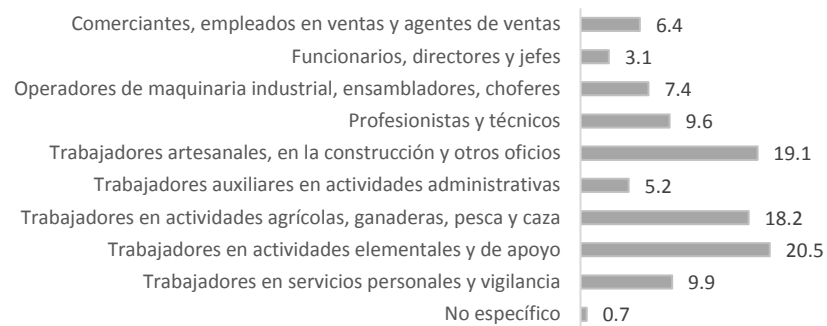 Comerciantes, empleados en ventas y agentes de ventas 6.4
Funcionarios, directores y jefes 3.1
Operadores de maquinaria industrial, ensambladores, choferes 7.4
Profesionistas y técnicos 9.6
Trabajadores artesanales, en la construcción y otros oficios 19.1
Trabajadores auxiliares en actividades administrativas 5.2
Trabajadores en actividades agrícolas, ganaderas, pesca y caza 18.2
Trabajadores en actividades elementales y de apoyo 20.5
Trabajadores en servicios personales y vigilancia 9.9
No específico 0.7